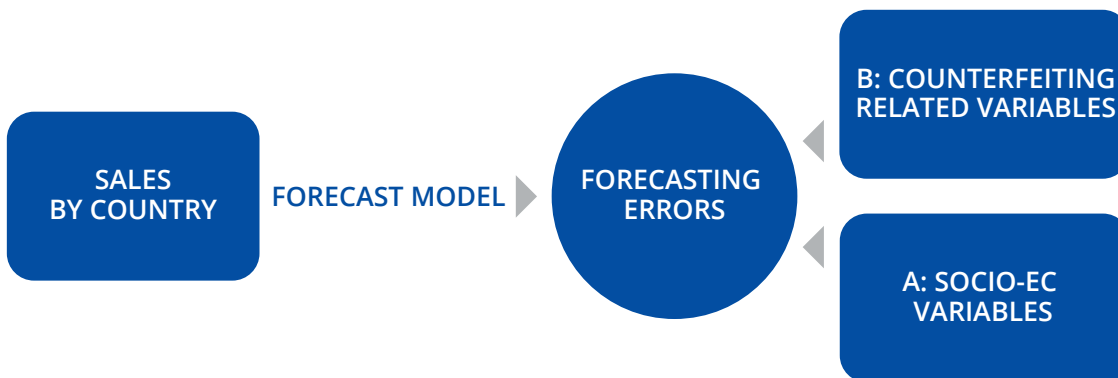 SALES
BY COUNTRY
FORECAST MODEL
FORECASTING
ERRORS
B: COUNTERFEITING
RELATED VARIABLES
A: SOCIO-EC
VARIABLES